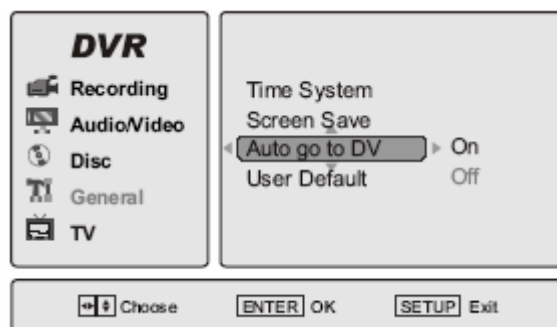 DVR
Recording
Audio/Video
Disc
General
TV
Time System
Screen Save
Auto go to DV On
User Default Off
Choose ENTER OK SETUP Exit